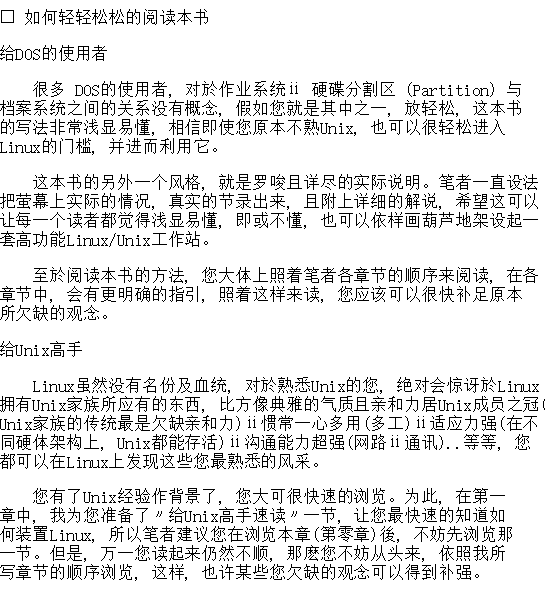 □ 如何轻轻松松的阅读本书
给DOS的使用者
很多 DOS的使用者, 对於作业系统ⅱ 硬碟分割区 (Partition) 与
档案系统之间的关系没有概念, 假如您就是其中之一, 放轻松, 这本书
的写法非常浅显易懂, 相信即使您原本不熟Unix, 也可以很轻松进入
Linux的门槛, 并进而利用它。
这本书的另外一个风格, 就是罗唆且详尽的实际说明。笔者一直设法
把萤幕上实际的情况, 真实的节录出来, 且附上详细的解说, 希望这可以
让每一个读者都觉得浅显易懂, 即或不懂, 也可以依样画葫芦地架设起一
套高功能Linux/Unix工作站。
至於阅读本书的方法, 您大体上照着笔者各章节的顺序来阅读, 在各
章节中, 会有更明确的指引, 照着这样来读, 您应该可以很快补足原本
所欠缺的观念。
给Unix高手
Linux虽然没有名份及血统, 对於熟悉Unix的您, 绝对会惊讶於Linux
拥有Unix家族所应有的东西, 比方像典雅的气质且亲和力居Unix成员之冠(
Unix家族的传统最是欠缺亲和力)ⅱ惯常一心多用(多工)ⅱ适应力强(在不
同硬体架构上, Unix都能存活)ⅱ沟通能力超强(网路ⅱ通讯)..等等, 您
都可以在Linux上发现这些您最熟悉的风采。
您有了Unix经验作背景了, 您大可很快速的浏览。为此, 在第一
章中, 我为您准备了〃给Unix高手速读〃一节, 让您最快速的知道如
何装置Linux, 所以笔者建议您在浏览本章(第零章)後, 不妨先浏览那
一节。但是, 万一您读起来仍然不顺, 那麽您不妨从头来, 依照我所
写章节的顺序浏览, 这样, 也许某些您欠缺的观念可以得到补强。